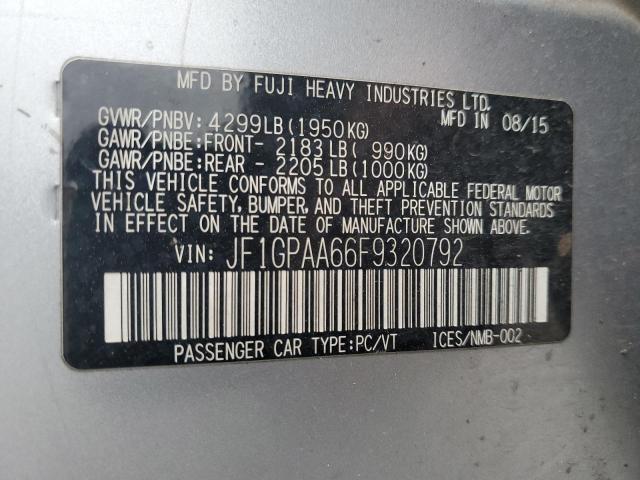 MFD BY FUJI HEAVY INDUSTRIES LTD.
GVWR/PNBV: 4299LB(1950KG) MFD IN 08/15
GAWR/PNBE:FRONT- 2183LB( 990KG)
GAWR/PNBE:REAR - 2205LB(1000KG)
THIS VEHICLE CONFORMS TO ALL APPLICABLE FEDERAL MOTOR
VEHICLE SAFETY, BUMPER, AND THEFT PREVENTION STANDARDS
IN EFFECT ON THE DATE OF MANUFACTURE SHOWN ABOVE.
VIN: JF1GPAA66F9320792
PASSENGER CAR TYPE:PC/VT ICES/NMB-002